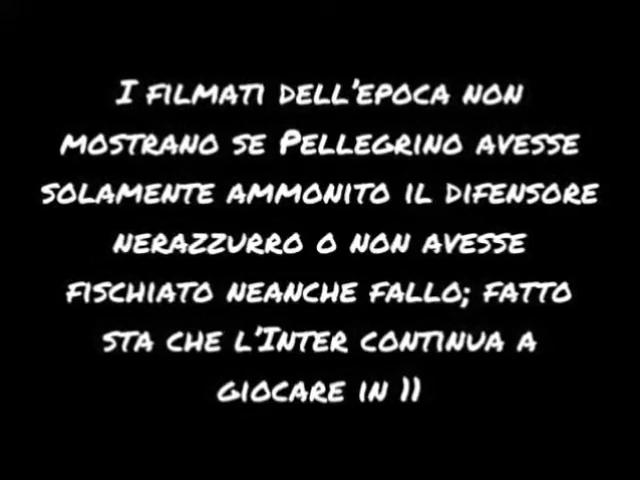 I filmati dell'epoca non
mostrano se Pellegrino avesse
solamente ammonito il difensore
nerazzurro o non avesse
fischiato neanche fallo; fatto
sta che l'Inter continua a
giocare in 11